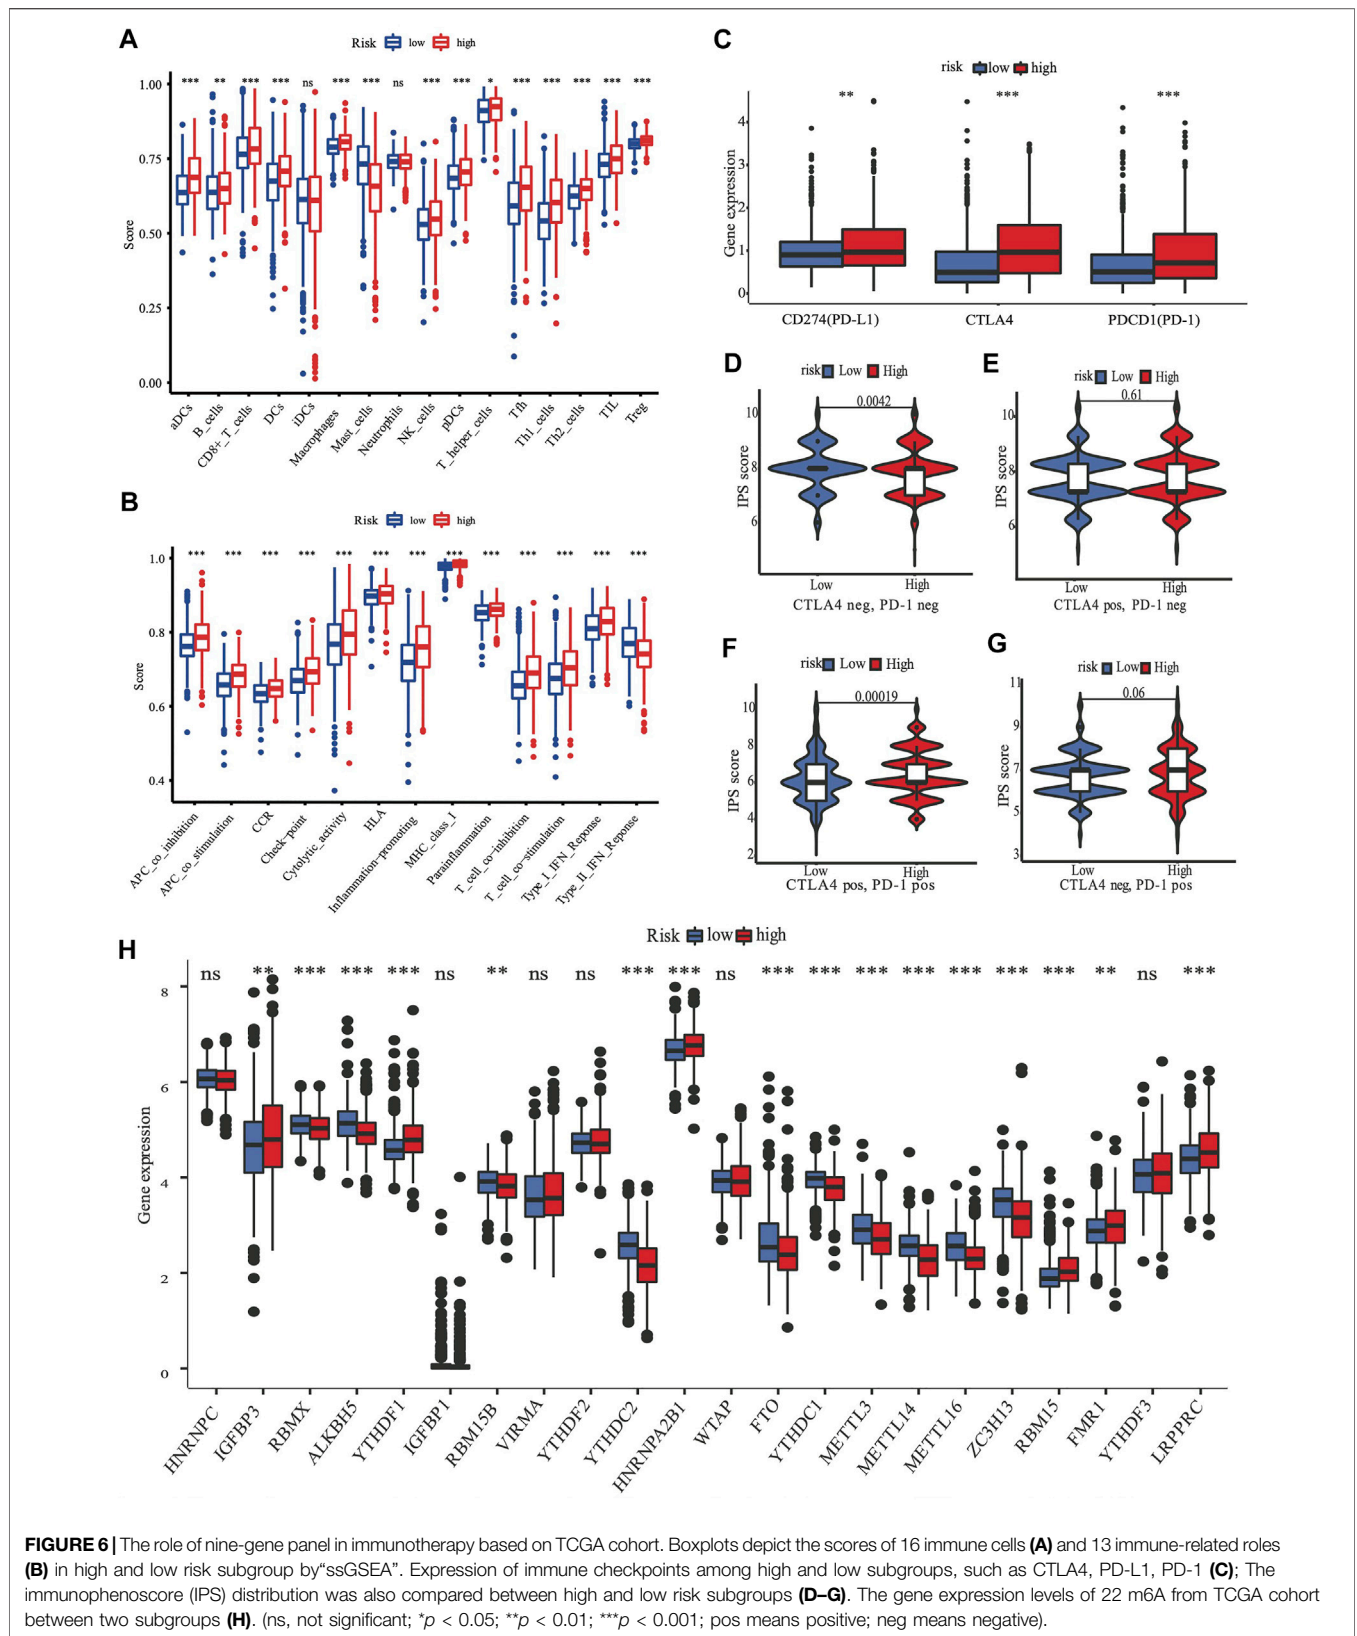 A
Risk low high
*** ** *** *** ns *** *** ns *** *** * *** *** *** *** ***
1.00
0.75
0.50
0.25
0.00
Score
aDCs
B_cells
CD8+_T_cells
DCs
iDCs
Macrophages
Mast_cells
Neutrophils
NK_cells
pDCs
T_helper_cells
Tfh
Th1_cells
Th2_cells
TIL
Treg
B
Risk low high
*** *** *** *** *** *** *** *** *** *** *** *** ***
1.0
0.8
0.6
0.4
Score
APC_co_inhibition
APC_co_stimulation
CCR
Check-point
Cytolytic_activity
HLA
Inflammation-promoting
MHC_class_I
Parainflammation
T_cell_co-inhibition
T_cell_co-stimulation
Type_I_IFN_Reponse
Type_II_IFN_Reponse
C
risk low high
** *** ***
4
3
2
1
0
Gene expression
CD274(PD-L1) CTLA4 PDCD1(PD-1)
D
risk Low High
0.0042
10
8
6
IPS score
Low High
CTLA4 neg, PD-1 neg
E
risk Low High
0.61
10
8
6
IPS score
Low High
CTLA4 pos, PD-1 neg
F
risk Low High
0.00019
10
8
6
4
2
IPS score
Low High
CTLA4 pos, PD-1 pos
G
risk Low High
0.06
11
9
7
5
3
IPS score
Low High
CTLA4 neg, PD-1 pos
H
Risk low high
ns ** *** *** *** ns ** ns ns *** *** ns *** *** *** *** *** *** *** ** ns ***
8
6
4
2
0
Gene expression
HNRNPC
IGFBP3
RBMX
ALKBH5
YTHDF1
IGFBP1
RBM15B
VIRMA
YTHDF2
YTHDC2
HNRNPA2B1
WTAP
FTO
YTHDC1
METTL3
METTL14
METTL16
ZC3H13
RBM15
FMR1
YTHDF3
LRPPRC
FIGURE 6 | The role of nine-gene panel in immunotherapy based on TCGA cohort. Boxplots depict the scores of 16 immune cells (A) and 13 immune-related roles
(B) in high and low risk subgroup by“ssGSEA”. Expression of immune checkpoints among high and low subgroups, such as CTLA4, PD-L1, PD-1 (C); The
immunophenoscore (IPS) distribution was also compared between high and low risk subgroups (D–G). The gene expression levels of 22 m6A from TCGA cohort
between two subgroups (H). (ns, not significant; *p < 0.05; **p < 0.01; ***p < 0.001; pos means positive; neg means negative).